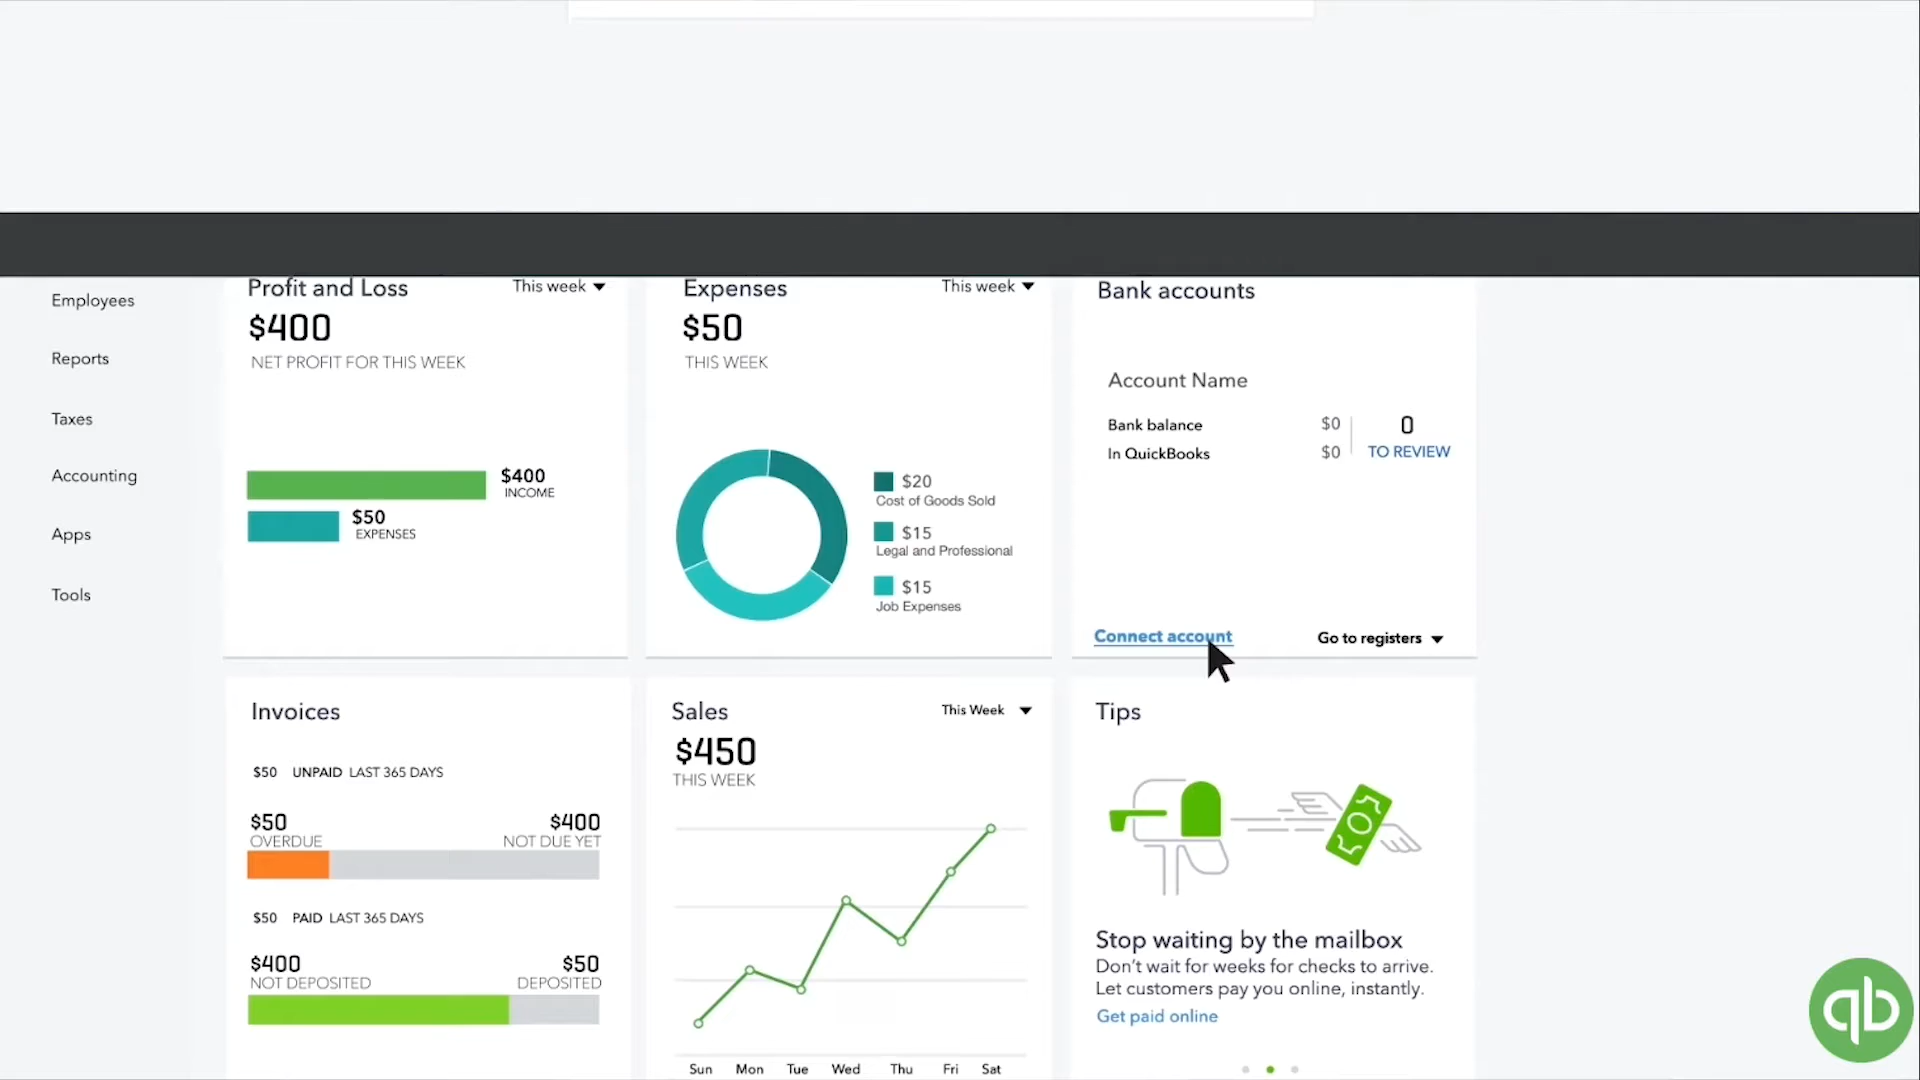 Employees
Reports
Taxes
Accounting
Apps
Tools
Profit and Loss This week
$400
NET PROFIT FOR THIS WEEK
$400
INCOME
$50
EXPENSES
Expenses This week
$50
THIS WEEK
$20
Cost of Goods Sold
$15
Legal and Professional
$15
Job Expenses
Bank accounts
Account Name
Bank balance $0
In QuickBooks $0
0
TO REVIEW
Connect account Go to registers
Invoices
$50 UNPAID LAST 365 DAYS
$50 $400
OVERDUE NOT DUE YET
$50 PAID LAST 365 DAYS
$400 $50
NOT DEPOSITED DEPOSITED
Sales This Week
$450
THIS WEEK
Sun Mon Tue Wed Thu Fri Sat
Tips
Stop waiting by the mailbox
Don't wait for weeks for checks to arrive.
Let customers pay you online, instantly.
Get paid online
qb